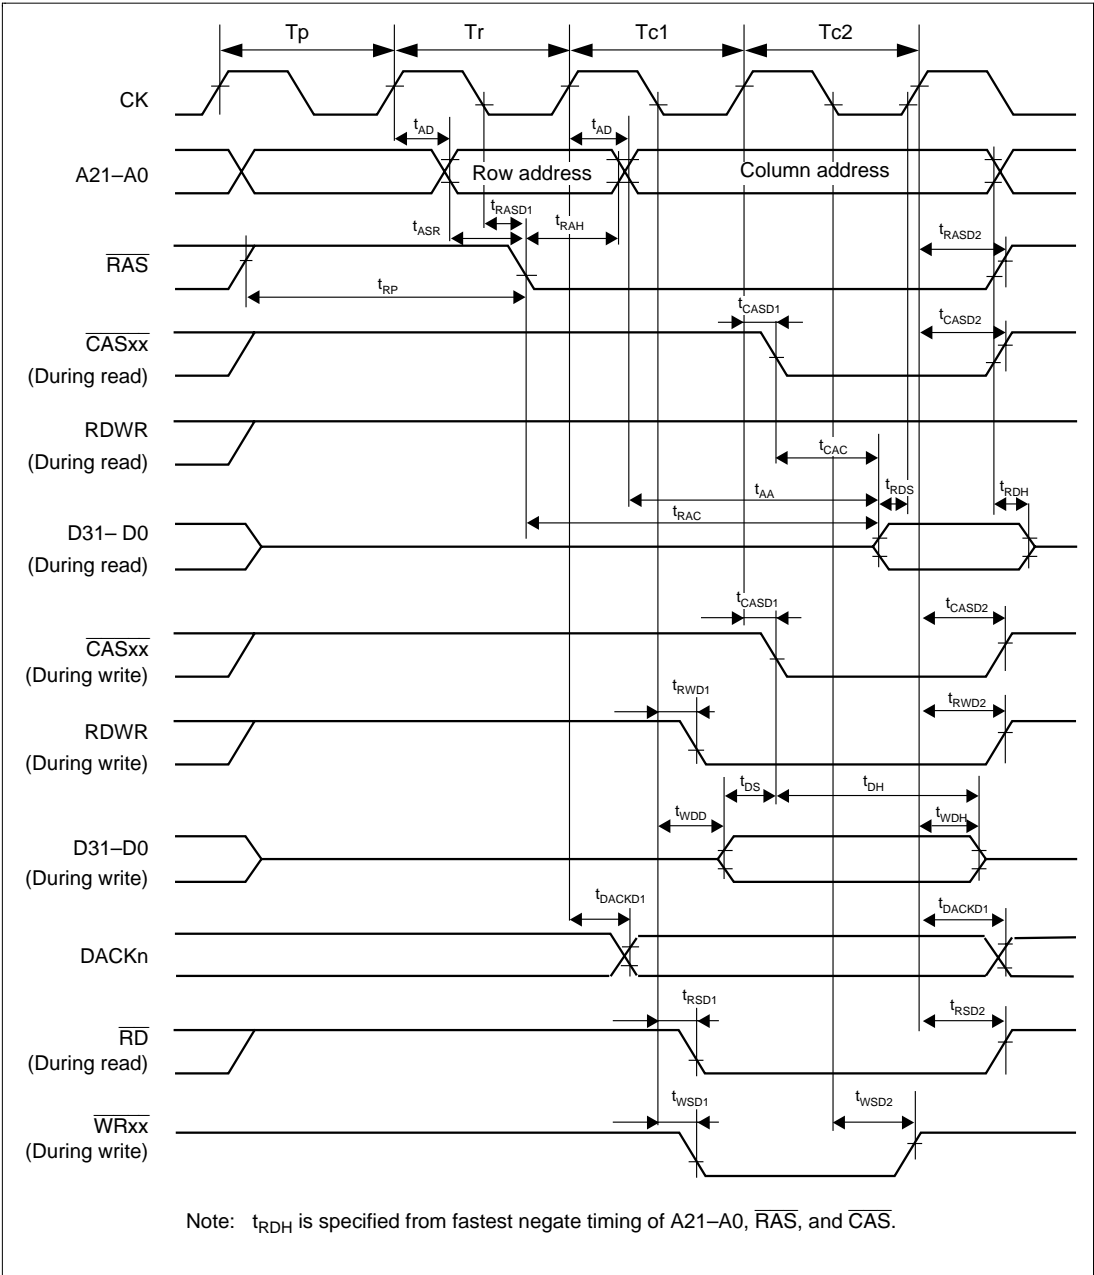 Tp Tr Tc1 Tc2
CK
tAD tAD
A21–A0 Row address Column address
tRASD1
tASR tRAH tRASD2
RAS
tRP
tCASD1 tCASD2
CASxx
(During read)
RDWR
(During read)
tCAC
tAA tRDS tRDH
tRAC
D31– D0
(During read)
tCASD1 tCASD2
CASxx
(During write)
tRWD1 tRWD2
RDWR
(During write)
tDS tDH
tWDD tWDH
D31–D0
(During write)
tDACKD1 tDACKD1
DACKn
tRSD1 tRSD2
RD
(During read)
tWSD1 tWSD2
WRxx
(During write)
Note: tRDH is specified from fastest negate timing of A21–A0, RAS, and CAS.